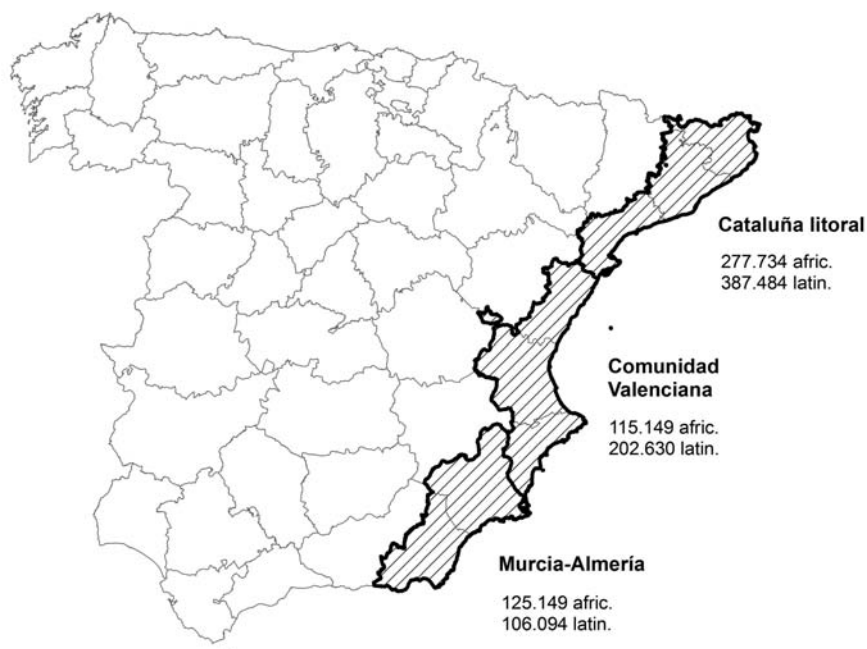 Cataluña litoral
277.734 afric.
387.484 latin.
Comunidad
Valenciana
115.149 afric.
202.630 latin.
Murcia-Almería
125.149 afric.
106.094 latin.